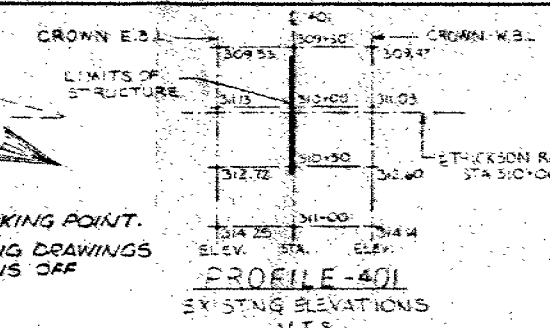 ℄ 401
CROWN E.B.L. 309+50 CROWN W.B.L.
309.53 309.47
LIMITS OF
STRUCTURE
311.13 310+00 311.03
310+50
312.72 312.60
STA 310+00
KING POINT.
NG DRAWINGS
IS OFF
311+00
314.25 314.14
ELEV. STA. ELEV.
PROFILE-401
EXISTING ELEVATIONS
N.T.S.